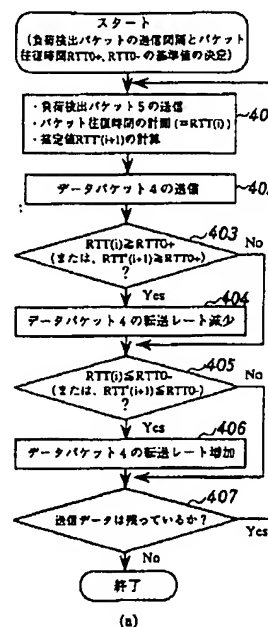 スタート
(負荷検出パケットの送信間隔とパケット
往復時間RTT0+, RTT0- の基準値の決定)
・負荷検出パケット5の送信
・パケット往復時間の計測(=RTT(i))
・推定値RTT'(i+1)の計算
データパケット4の送信
403
RTT(i)≧RTT0+
(または、RTT'(i+1)≧RTT0+)
?
No
Yes
404
データパケット4の転送レート減少
405
RTT(i)≦RTT0-
(または、RTT'(i+1)≦RTT0-)
?
No
Yes
406
データパケット4の転送レート増加
407
送信データは残っているか?
Yes
No
終了
(a)